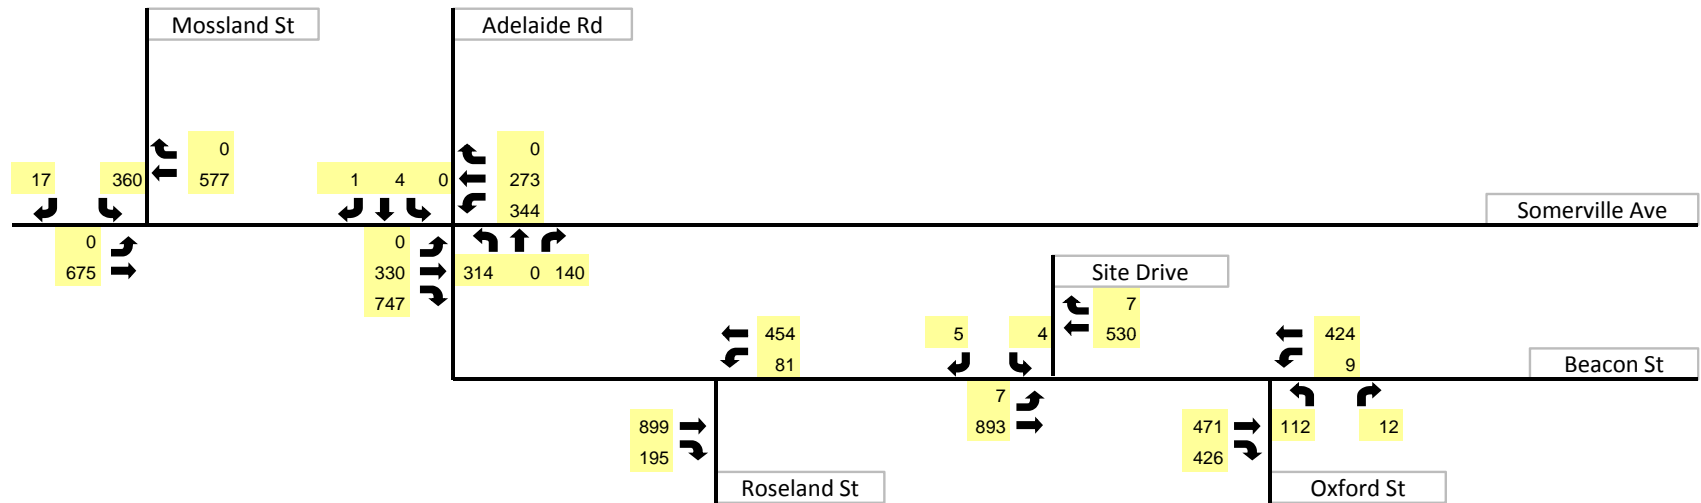 Mossland St
Adelaide Rd
0
0
17 360 577
1 4 0 273
344
Somerville Ave
0
0
675
330
314 0 140
747
Site Drive
7
454
5 4 530
424
81
9
Beacon St
7
899
893
471
112 12
195
426
Roseland St
Oxford St